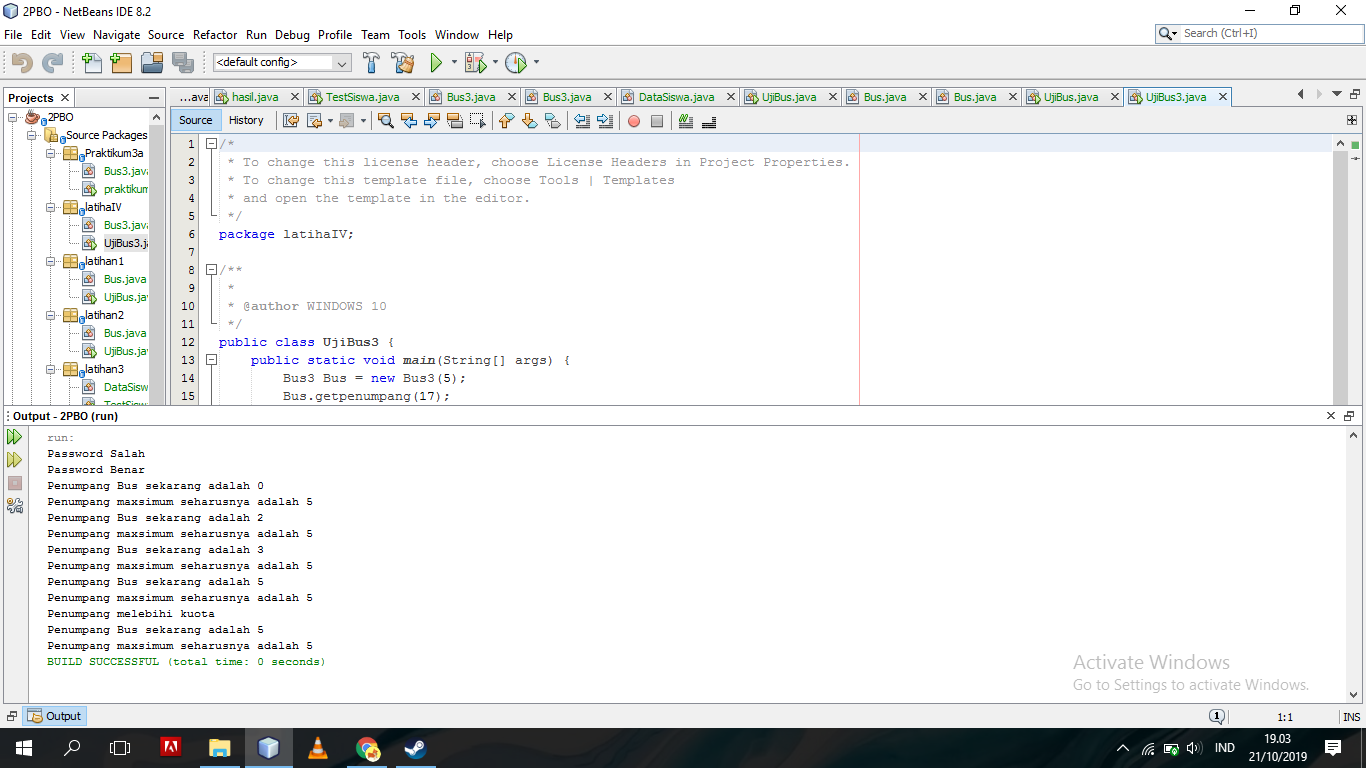 2PBO - NetBeans IDE 8.2
File Edit View Navigate Source Refactor Run Debug Profile Team Tools Window Help
Search (Ctrl+I)
<default config>
Projects
...ava hasil.java TestSiswa.java Bus3.java Bus3.java DataSiswa.java UjiBus.java Bus.java Bus.java UjiBus.java UjiBus3.java
Source History
2PBO
Source Packages
Praktikum3a
Bus3.java
praktikum
latihaIV
Bus3.java
UjiBus3.j
latihan1
Bus.java
UjiBus.ja
latihan2
Bus.java
UjiBus.ja
latihan3
DataSisw
TestSisw
1 /*
2 * To change this license header, choose License Headers in Project Properties.
3 * To change this template file, choose Tools | Templates
4 * and open the template in the editor.
5 */
6 package latihaIV;
7
8 /**
9 *
10 * @author WINDOWS 10
11 */
12 public class UjiBus3 {
13 public static void main(String[] args) {
14 Bus3 Bus = new Bus3(5);
15 Bus.getpenumpang(17);
Output - 2PBO (run)
run:
Password Salah
Password Benar
Penumpang Bus sekarang adalah 0
Penumpang maxsimum seharusnya adalah 5
Penumpang Bus sekarang adalah 2
Penumpang maxsimum seharusnya adalah 5
Penumpang Bus sekarang adalah 3
Penumpang maxsimum seharusnya adalah 5
Penumpang Bus sekarang adalah 5
Penumpang maxsimum seharusnya adalah 5
Penumpang melebihi kuota
Penumpang Bus sekarang adalah 5
Penumpang maxsimum seharusnya adalah 5
BUILD SUCCESSFUL (total time: 0 seconds)
Activate Windows
Go to Settings to activate Windows.
Output
1
1:1
INS
IND
19.03
21/10/2019